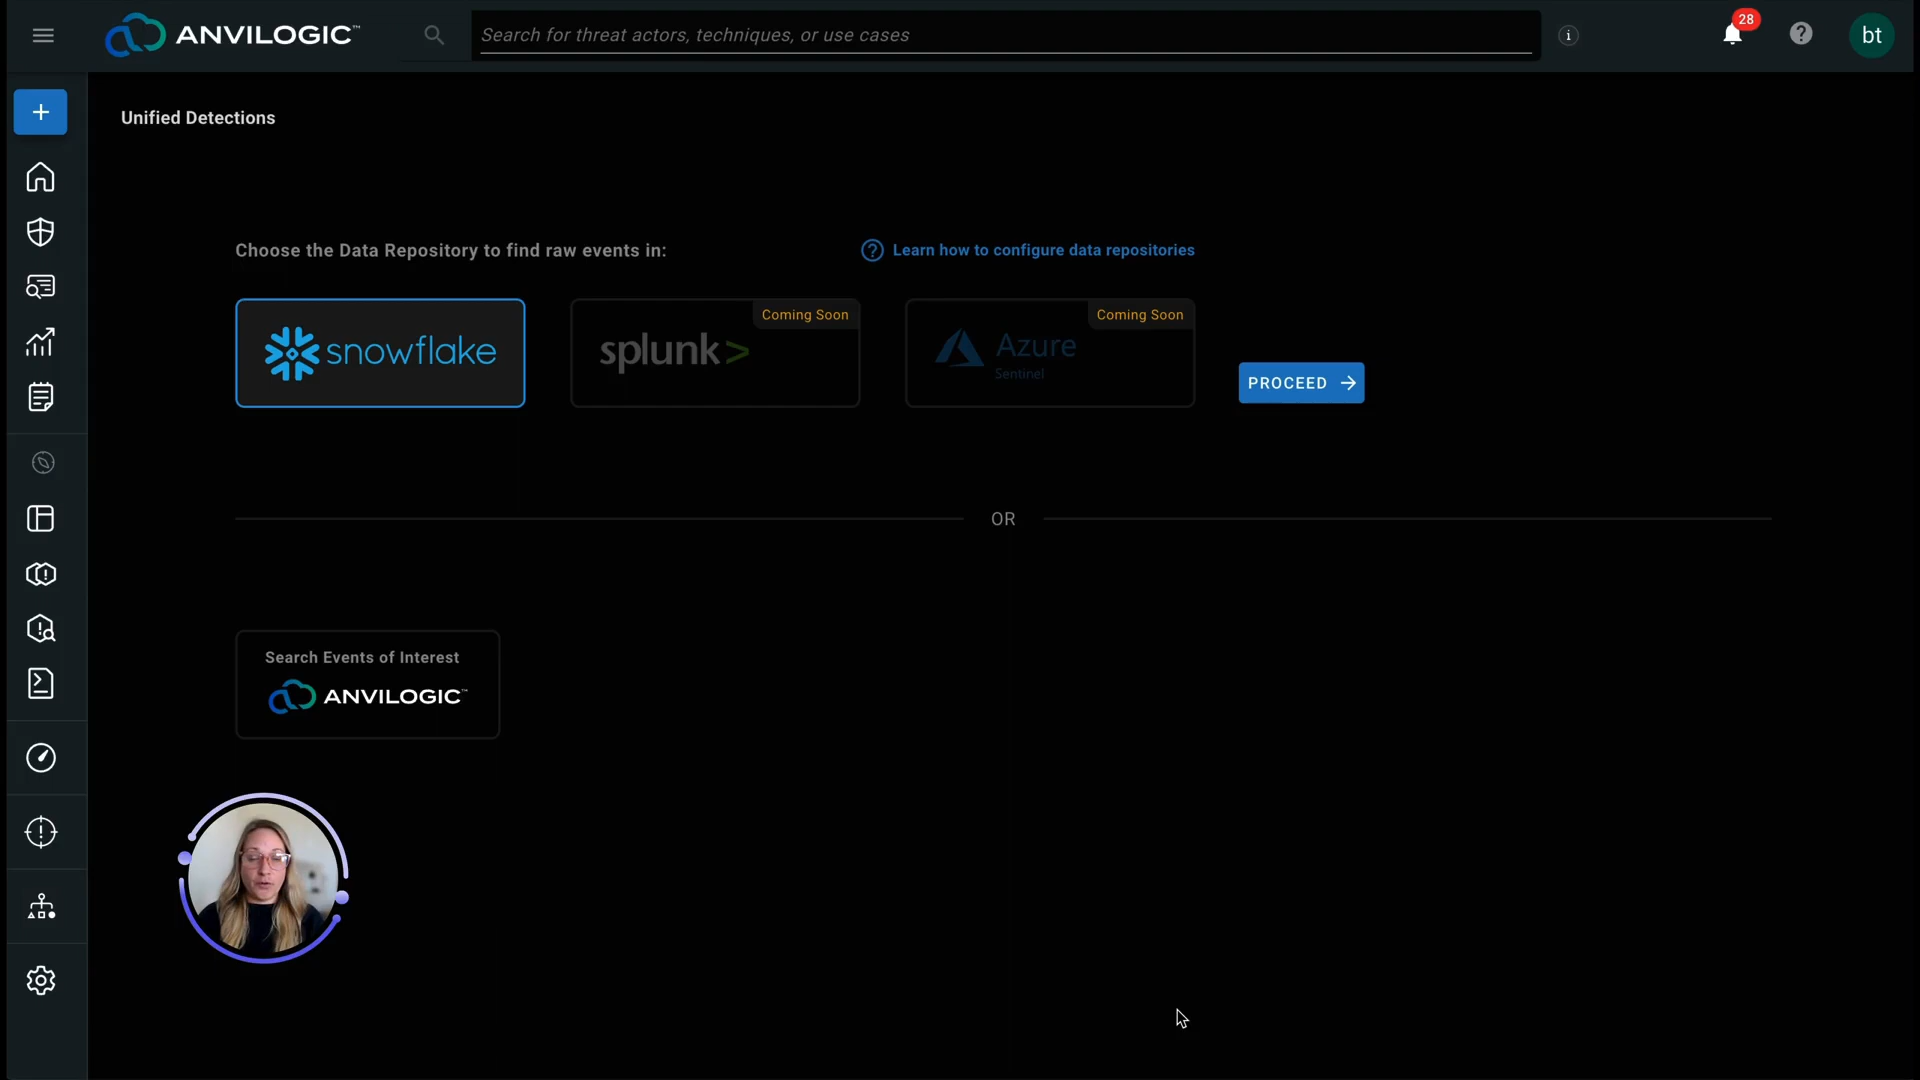 ANVILOGIC™
Search for threat actors, techniques, or use cases
28
bt
Unified Detections
Choose the Data Repository to find raw events in:
Learn how to configure data repositories
snowflake
splunk>
Coming Soon
Azure
Sentinel
Coming Soon
PROCEED
OR
Search Events of Interest
ANVILOGIC™